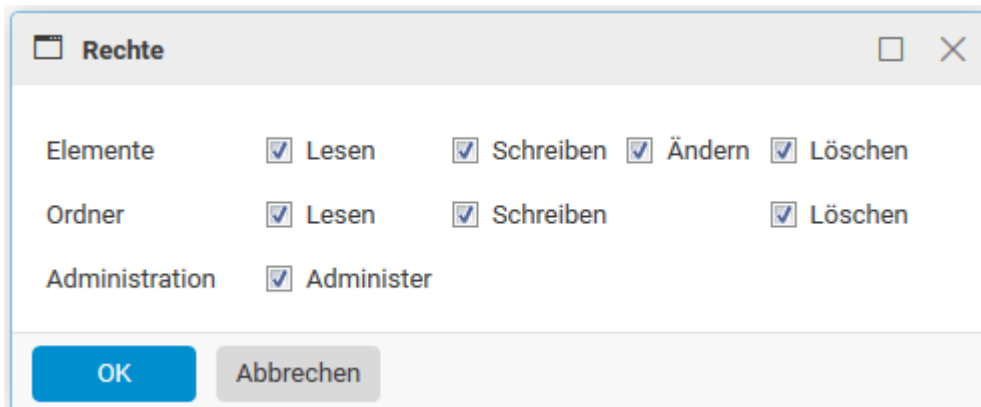 Rechte
Elemente Lesen Schreiben Ändern Löschen
Ordner Lesen Schreiben Löschen
Administration Administer
OK Abbrechen